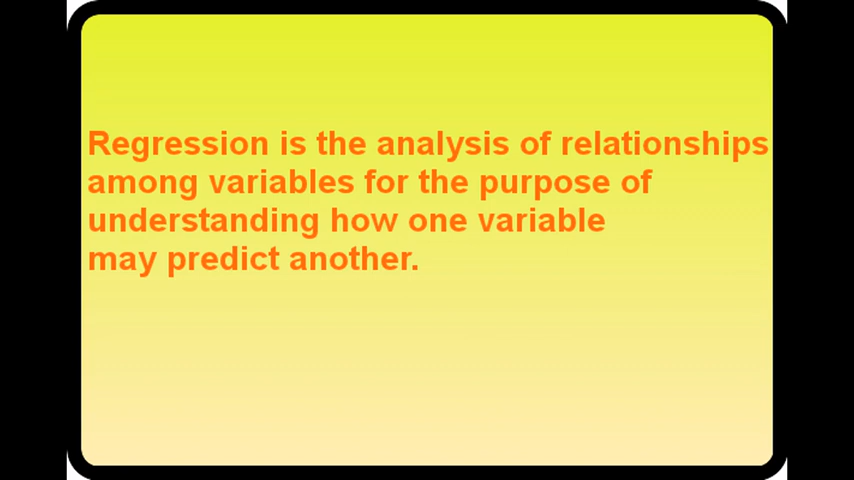 Regression is the analysis of relationships
among variables for the purpose of
understanding how one variable
may predict another.